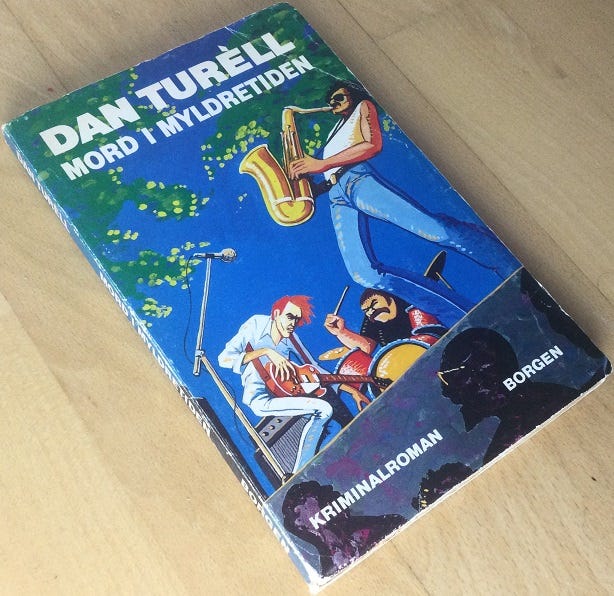 DAN TURÈLL
MORD I MYLDRETIDEN
KRIMINALROMAN
BORGEN